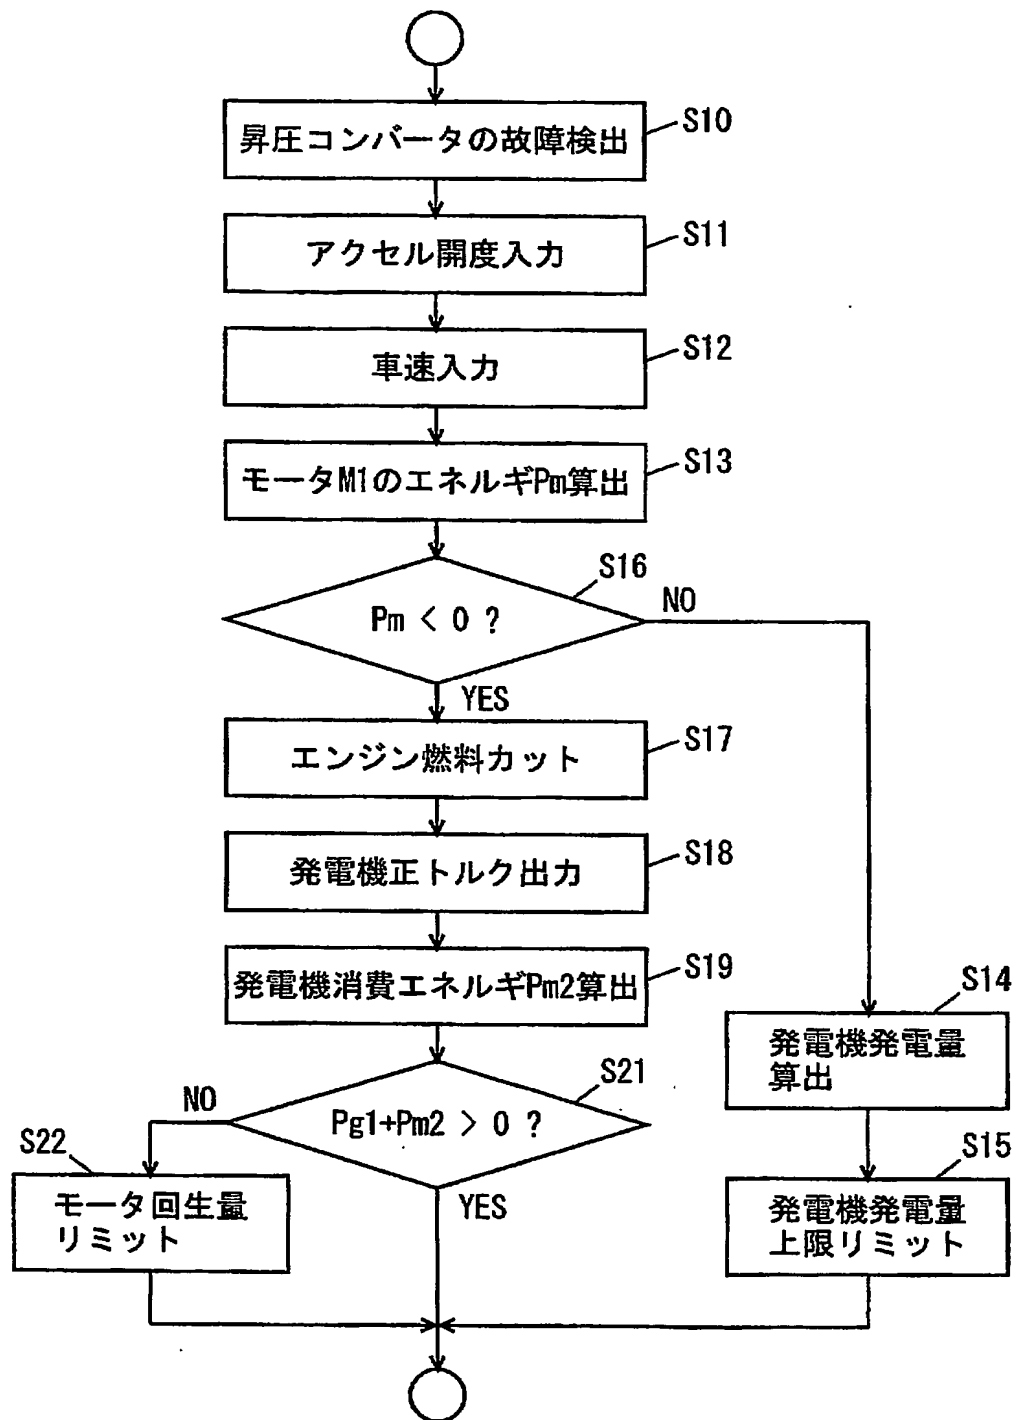 昇圧コンバータの故障検出
S10
アクセル開度入力
S11
車速入力
S12
モータM1のエネルギPm算出
S13
Pm < 0 ?
S16
NO
YES
エンジン燃料カット
S17
発電機正トルク出力
S18
発電機消費エネルギPm2算出
S19
S14
発電機発電量
算出
Pg1+Pm2 > 0 ?
S21
NO
YES
S22
モータ回生量
リミット
S15
発電機発電量
上限リミット